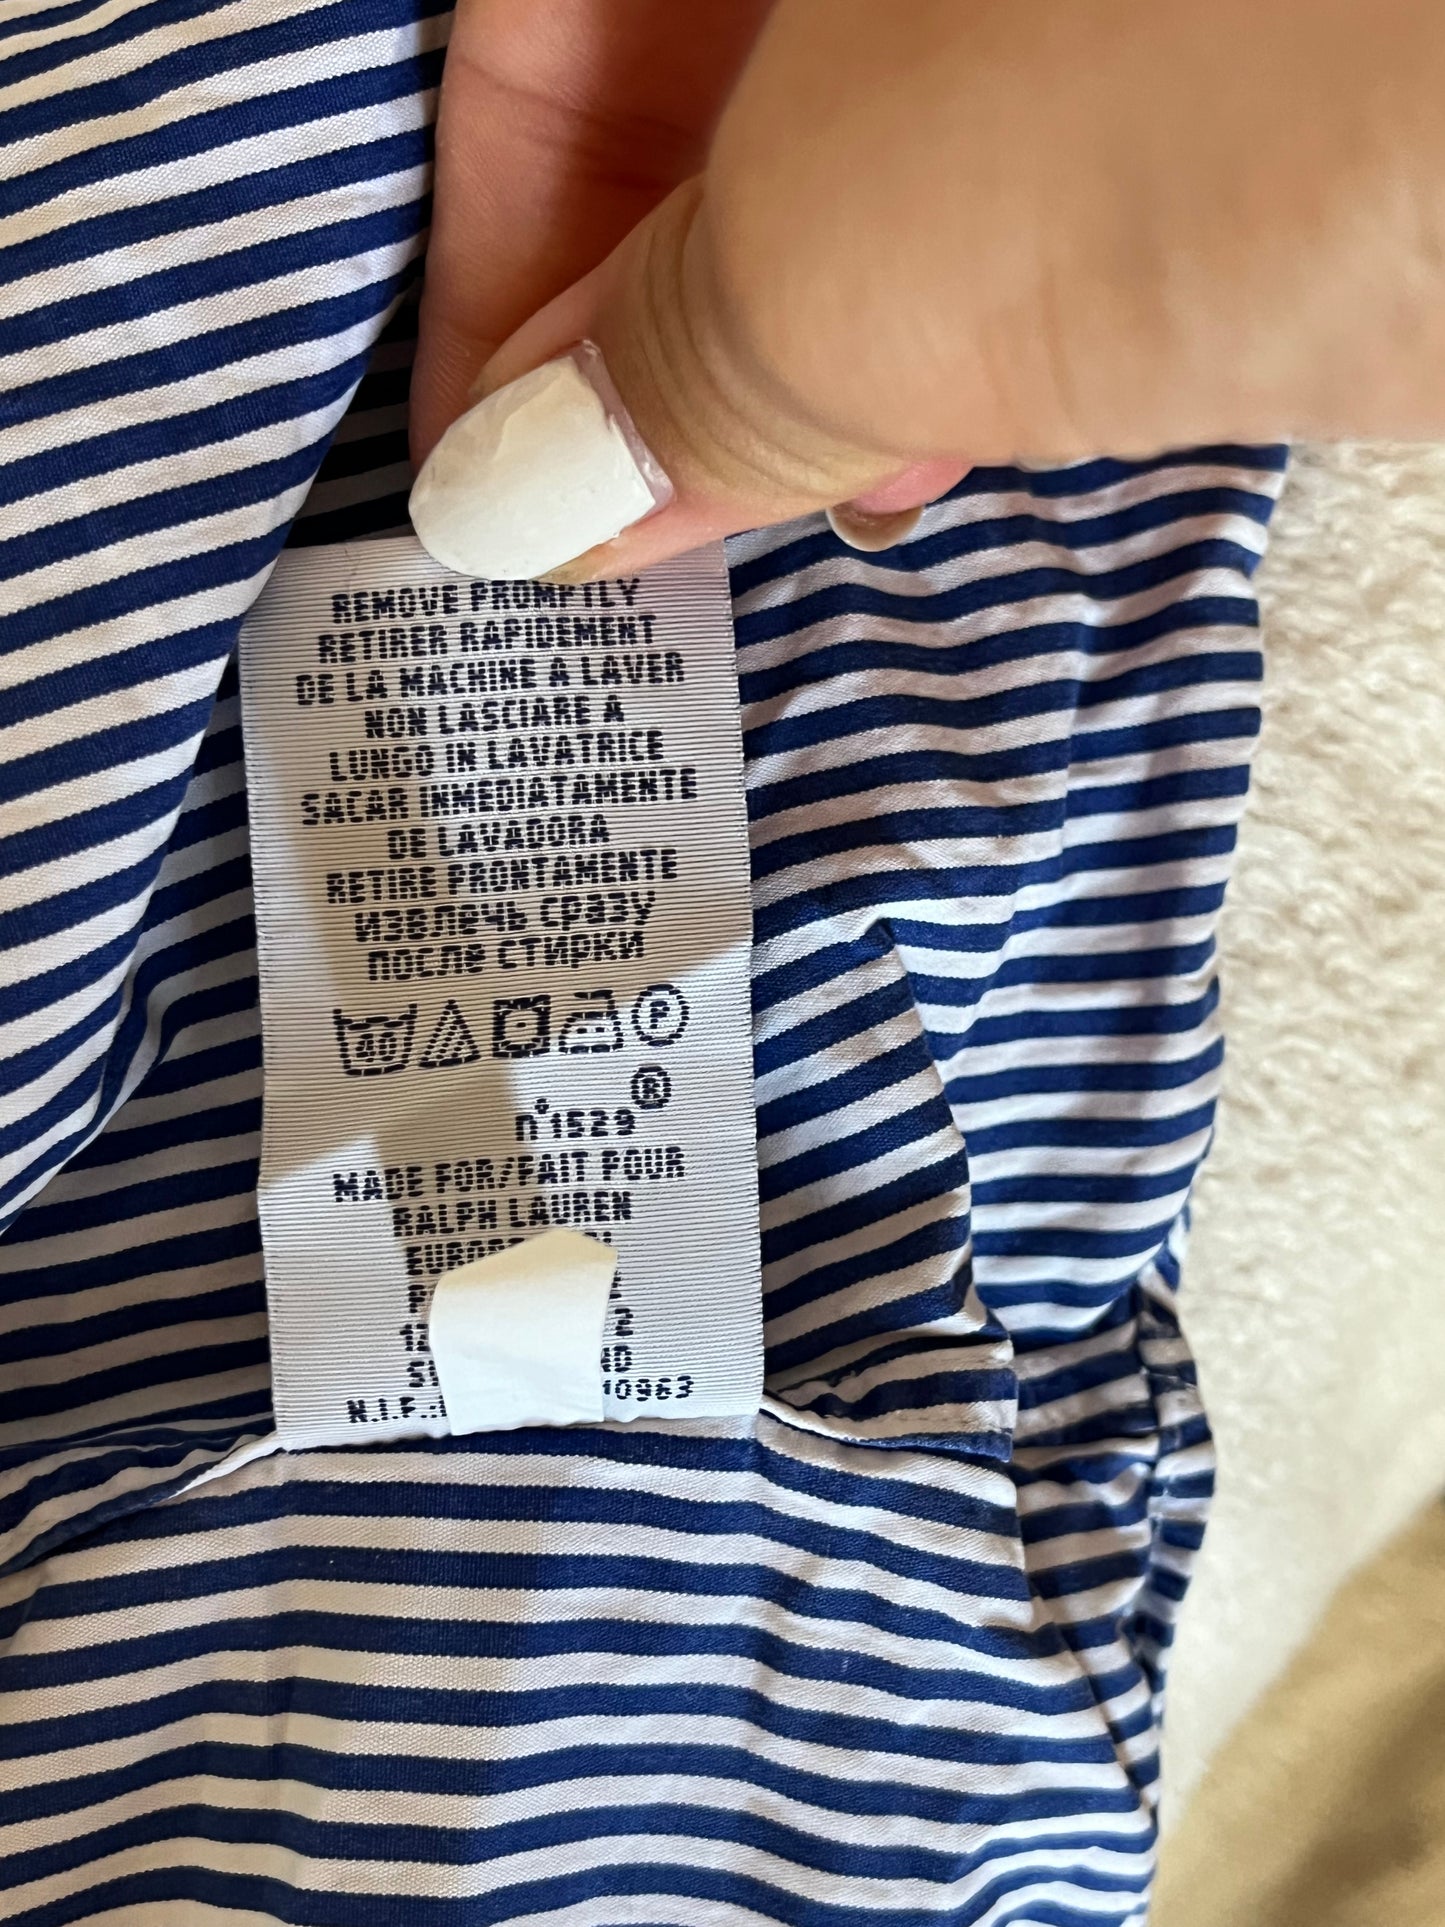 REMOVE PROMPTLY
RETIRER RAPIDEMENT
DE LA MACHINE A LAVER
NON LASCIARE A
LUNGO IN LAVATRICE
SACAR INMEDIATAMENTE
DE LAVADORA
RETIRE PRONTAMENTE
ИЗВЛЕЧЬ СРАЗУ
ПОСЛЕ СТИРКИ
40 P
®
n°1529
MADE FOR/FAIT POUR
RALPH LAUREN
N.I.F.: